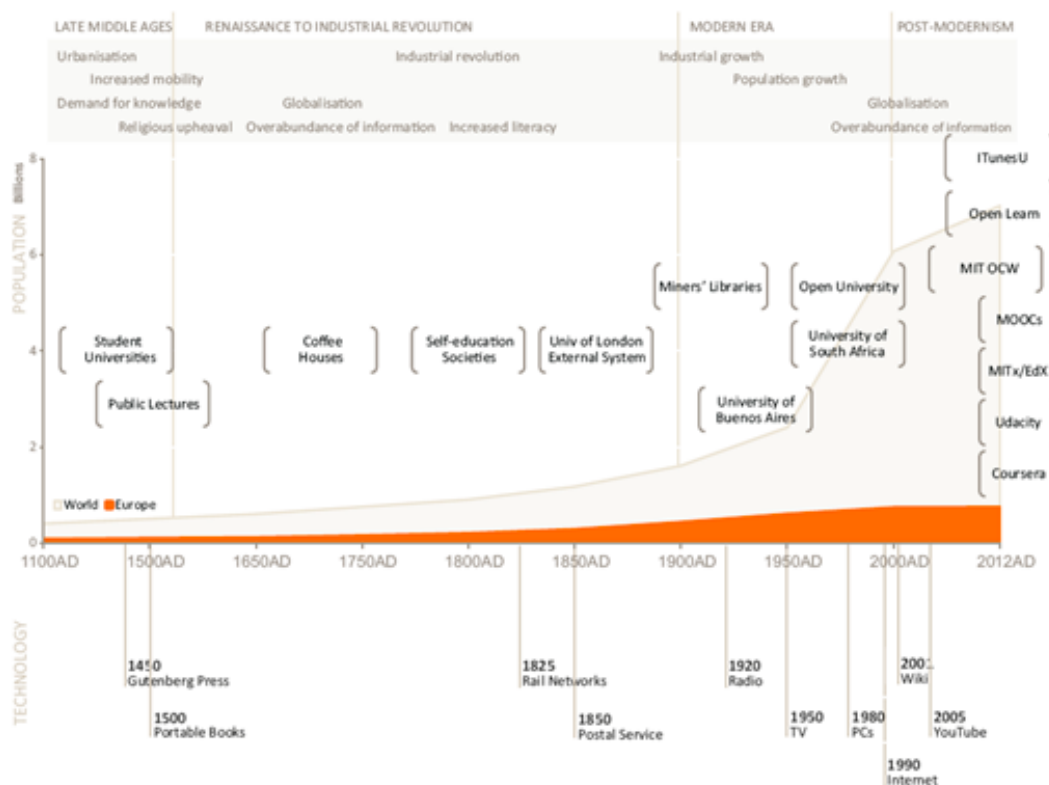 LATE MIDDLE AGES
RENAISSANCE TO INDUSTRIAL REVOLUTION
MODERN ERA
POST-MODERNISM
Urbanisation
Industrial revolution
Industrial growth
Increased mobility
Population growth
Demand for knowledge
Globalisation
Globalisation
Religious upheaval
Overabundance of information
Increased literacy
Overabundance of information
POPULATION
Billions
8
6
4
2
0
ITunesU
Open Learn
MIT OCW
Miners' Libraries
Open University
MOOCs
Student
Universities
Coffee
Houses
Self-education
Societies
Univ of London
External System
University of
South Africa
MITx/EdX
Public Lectures
University of
Buenos Aires
Udacity
Coursera
World
Europe
1100AD
1500AD
1650AD
1750AD
1800AD
1850AD
1900AD
1950AD
2000AD
2012AD
TECHNOLOGY
1450
Gutenberg Press
1825
Rail Networks
1920
Radio
2001
Wiki
1500
Portable Books
1850
Postal Service
1950
TV
1980
PCs
2005
YouTube
1990
Internet